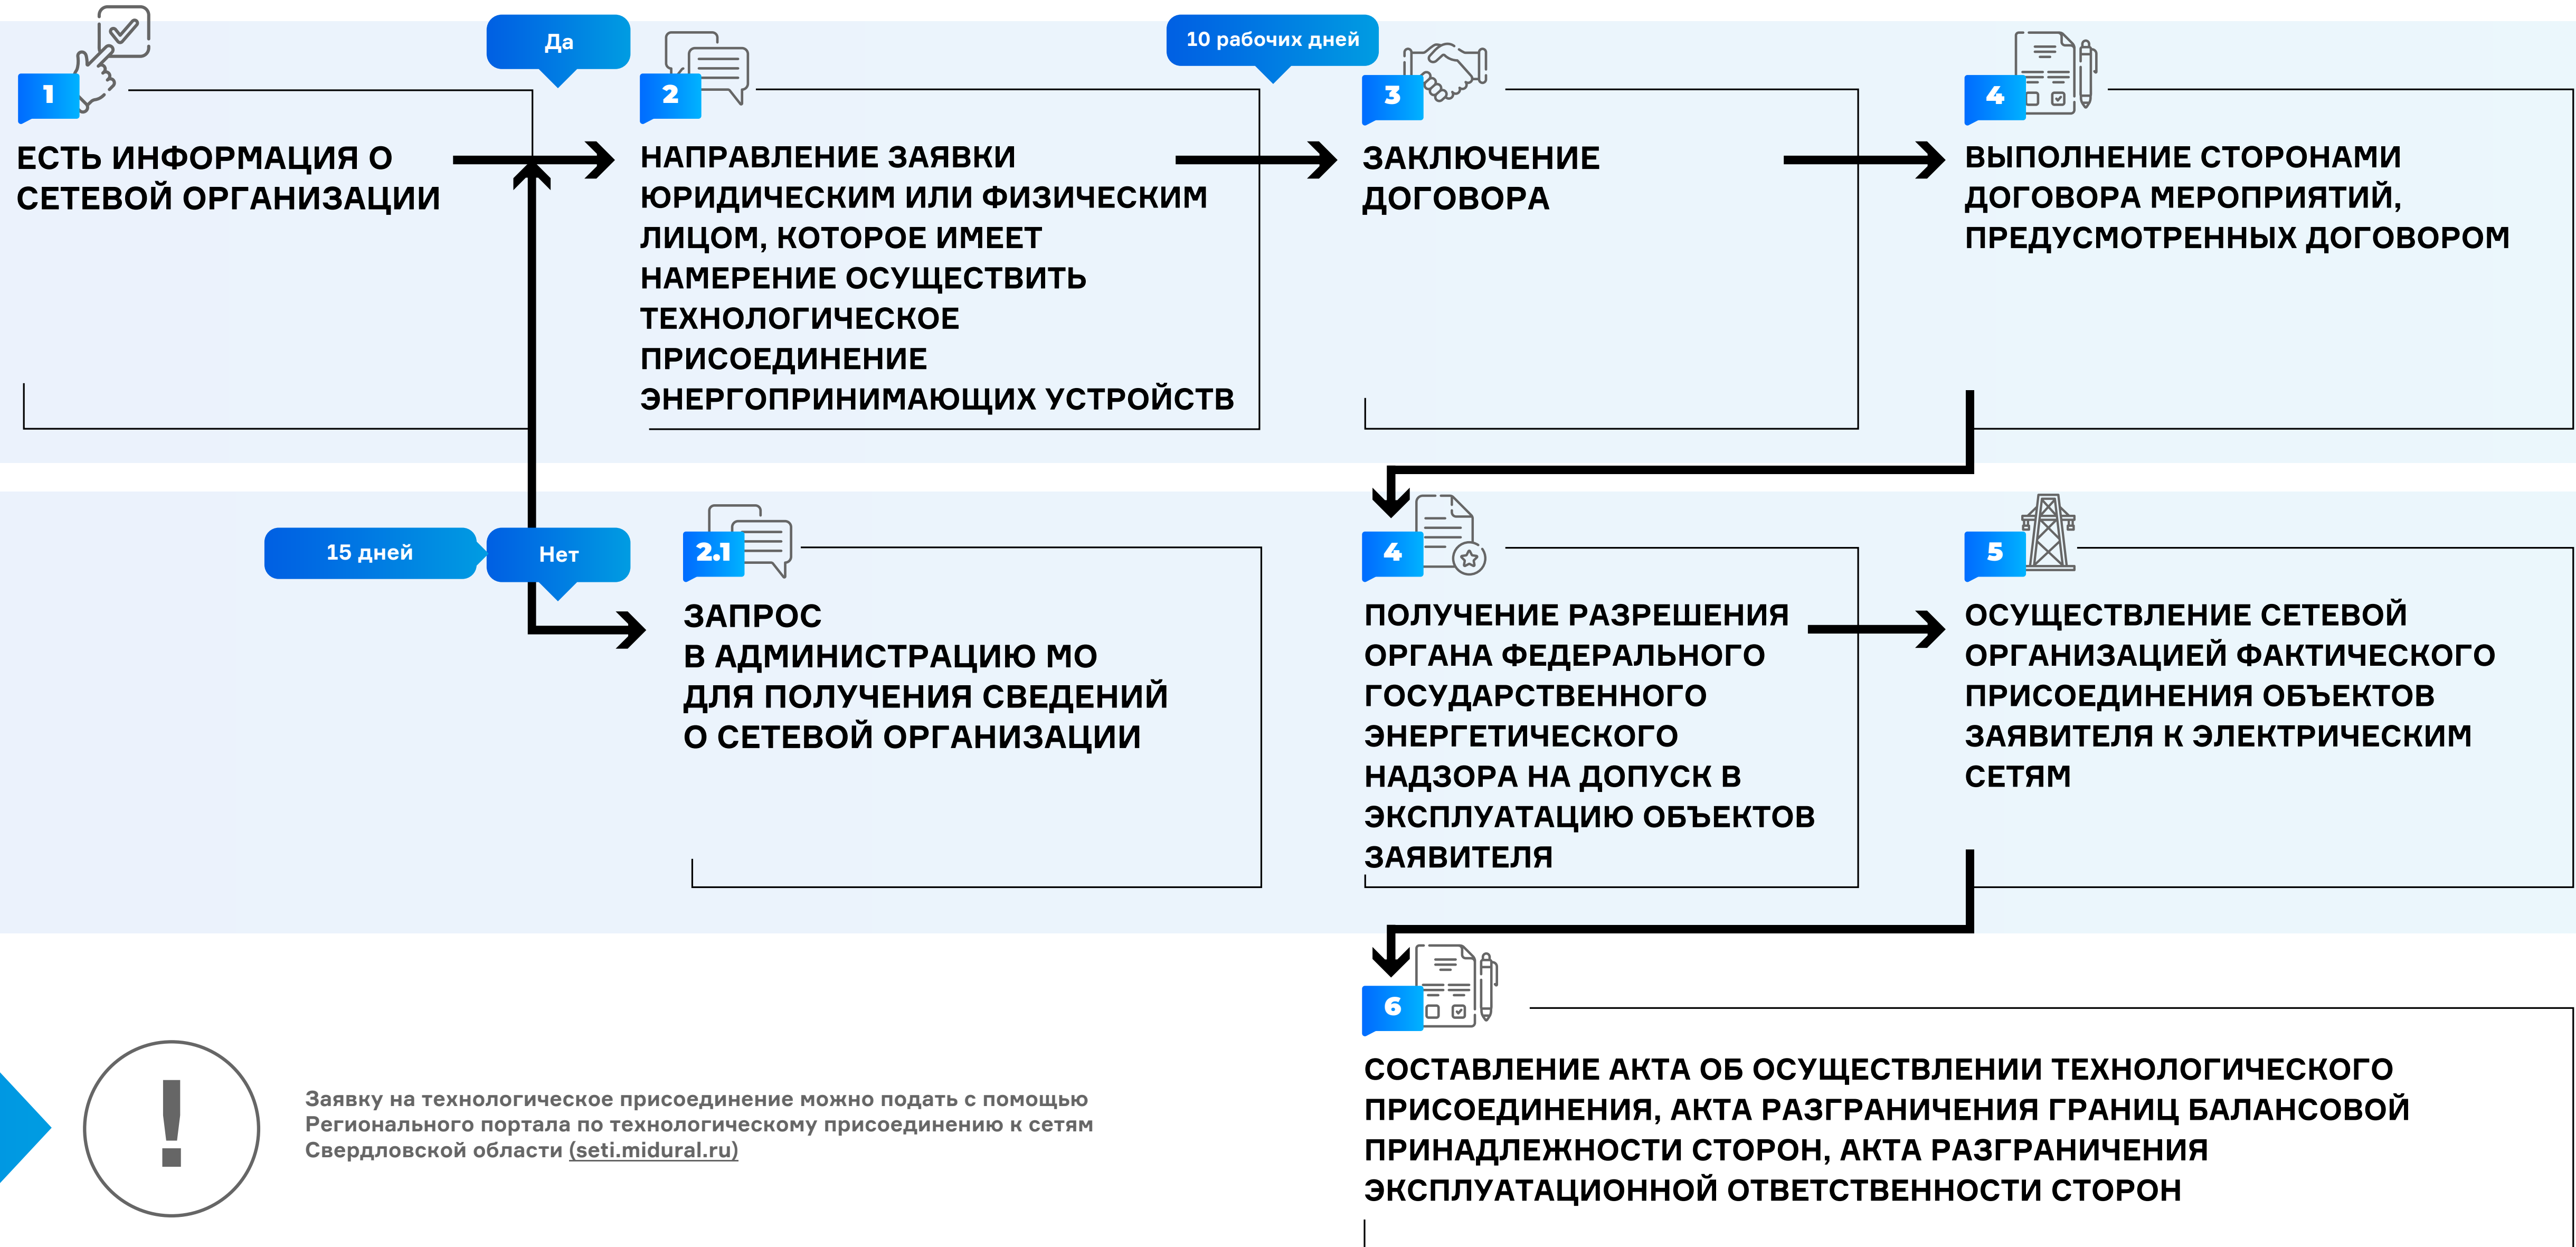 1
ЕСТЬ ИНФОРМАЦИЯ О
СЕТЕВОЙ ОРГАНИЗАЦИИ
Да
2
НАПРАВЛЕНИЕ ЗАЯВКИ
ЮРИДИЧЕСКИМ ИЛИ ФИЗИЧЕСКИМ
ЛИЦОМ, КОТОРОЕ ИМЕЕТ
НАМЕРЕНИЕ ОСУЩЕСТВИТЬ
ТЕХНОЛОГИЧЕСКОЕ
ПРИСОЕДИНЕНИЕ
ЭНЕРГОПРИНИМАЮЩИХ УСТРОЙСТВ
10 рабочих дней
3
ЗАКЛЮЧЕНИЕ
ДОГОВОРА
4
ВЫПОЛНЕНИЕ СТОРОНАМИ
ДОГОВОРА МЕРОПРИЯТИЙ,
ПРЕДУСМОТРЕННЫХ ДОГОВОРОМ
15 дней
Нет
2.1
ЗАПРОС
В АДМИНИСТРАЦИЮ МО
ДЛЯ ПОЛУЧЕНИЯ СВЕДЕНИЙ
О СЕТЕВОЙ ОРГАНИЗАЦИИ
4
ПОЛУЧЕНИЕ РАЗРЕШЕНИЯ
ОРГАНА ФЕДЕРАЛЬНОГО
ГОСУДАРСТВЕННОГО
ЭНЕРГЕТИЧЕСКОГО
НАДЗОРА НА ДОПУСК В
ЭКСПЛУАТАЦИЮ ОБЪЕКТОВ
ЗАЯВИТЕЛЯ
5
ОСУЩЕСТВЛЕНИЕ СЕТЕВОЙ
ОРГАНИЗАЦИЕЙ ФАКТИЧЕСКОГО
ПРИСОЕДИНЕНИЯ ОБЪЕКТОВ
ЗАЯВИТЕЛЯ К ЭЛЕКТРИЧЕСКИМ
СЕТЯМ
6
СОСТАВЛЕНИЕ АКТА ОБ ОСУЩЕСТВЛЕНИИ ТЕХНОЛОГИЧЕСКОГО
ПРИСОЕДИНЕНИЯ, АКТА РАЗГРАНИЧЕНИЯ ГРАНИЦ БАЛАНСОВОЙ
ПРИНАДЛЕЖНОСТИ СТОРОН, АКТА РАЗГРАНИЧЕНИЯ
ЭКСПЛУАТАЦИОННОЙ ОТВЕТСТВЕННОСТИ СТОРОН
!
Заявку на технологическое присоединение можно подать с помощью
Регионального портала по технологическому присоединению к сетям
Свердловской области (seti.midural.ru)